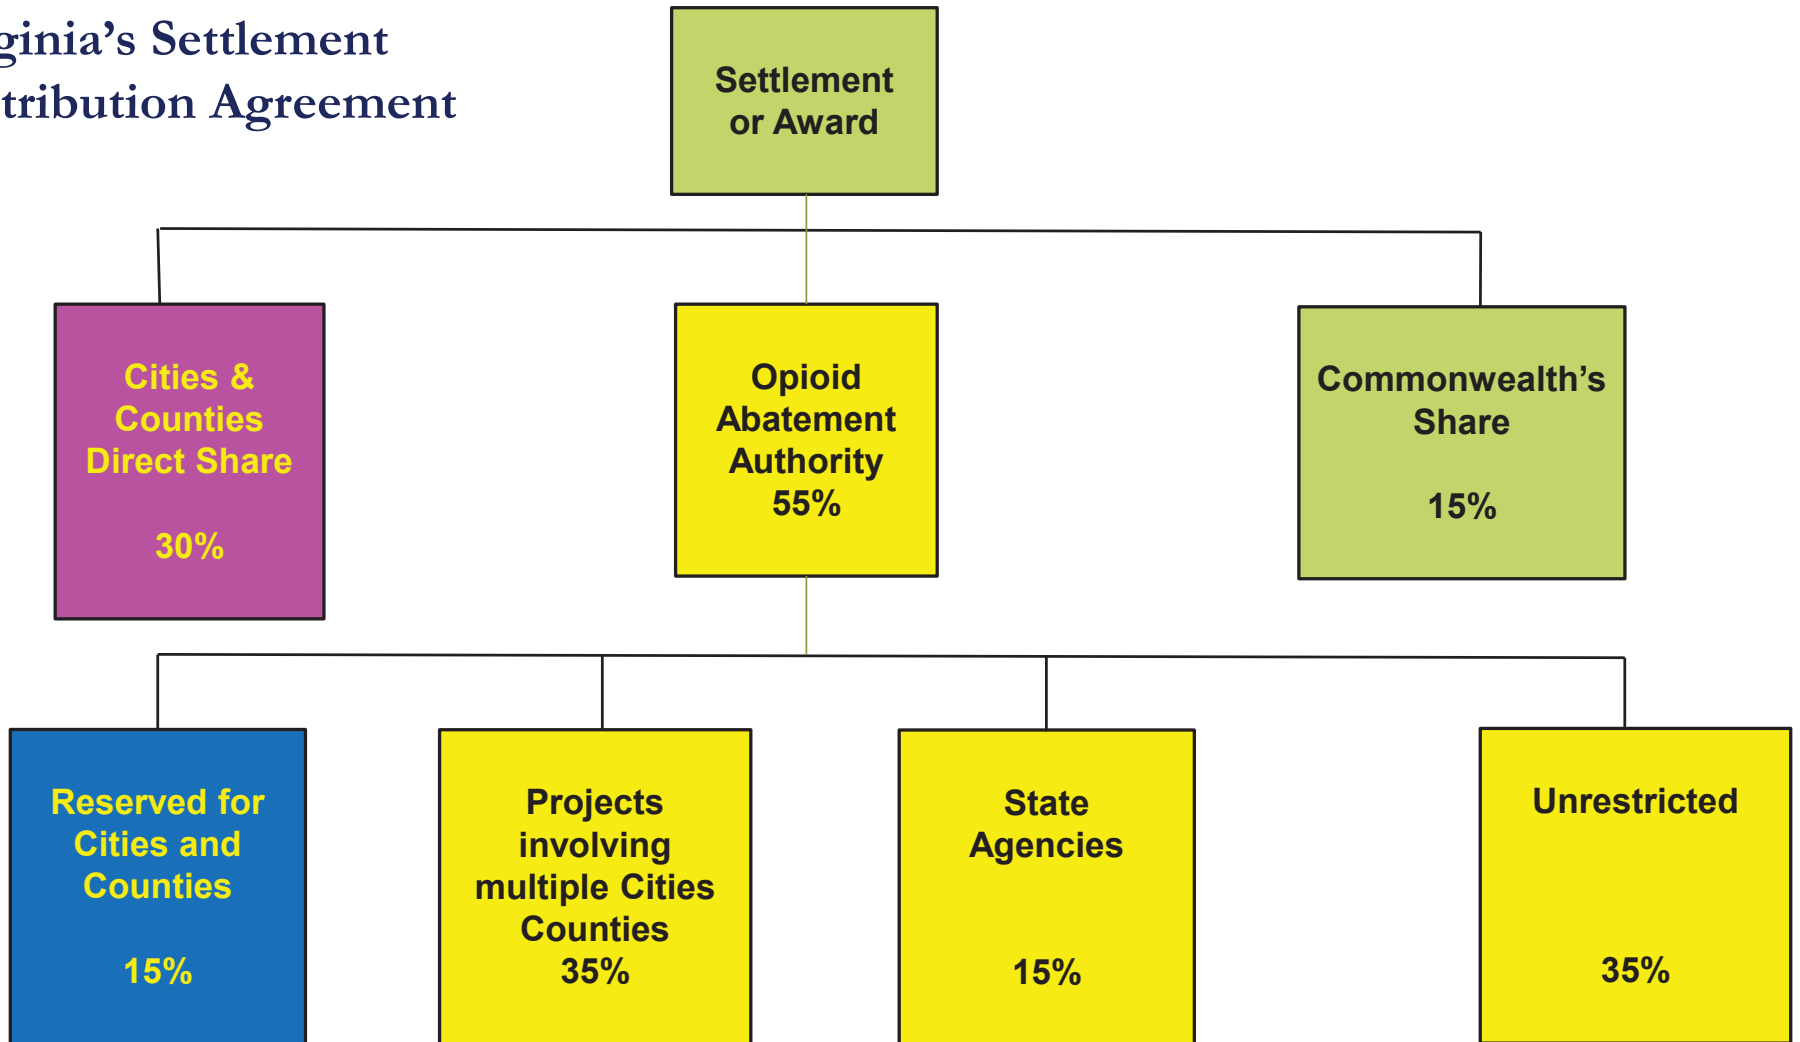 ginia’s Settlement
tribution Agreement
Settlement
or Award
Cities &
Counties
Direct Share
30%
Opioid
Abatement
Authority
55%
Commonwealth’s
Share
15%
Reserved for
Cities and
Counties
15%
Projects
involving
multiple Cities
Counties
35%
State
Agencies
15%
Unrestricted
35%